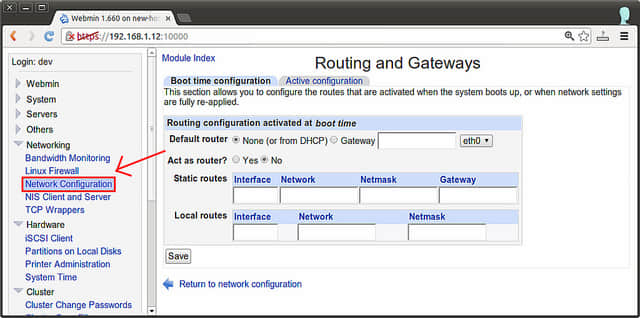 Webmin 1.660 on new-hos
https://192.168.1.12:10000
Login: dev
Webmin
System
Servers
Others
Networking
Bandwidth Monitoring
Linux Firewall
Network Configuration
NIS Client and Server
TCP Wrappers
Hardware
iSCSI Client
Partitions on Local Disks
Printer Administration
System Time
Cluster
Cluster Change Passwords
Module Index
Routing and Gateways
Boot time configuration Active configuration
This section allows you to configure the routes that are activated when the system boots up, or when network settings
are fully re-applied.
Routing configuration activated at boot time
Default router None (or from DHCP) Gateway eth0
Act as router? Yes No
Static routes Interface Network Netmask Gateway
Local routes Interface Network Netmask
Save
Return to network configuration